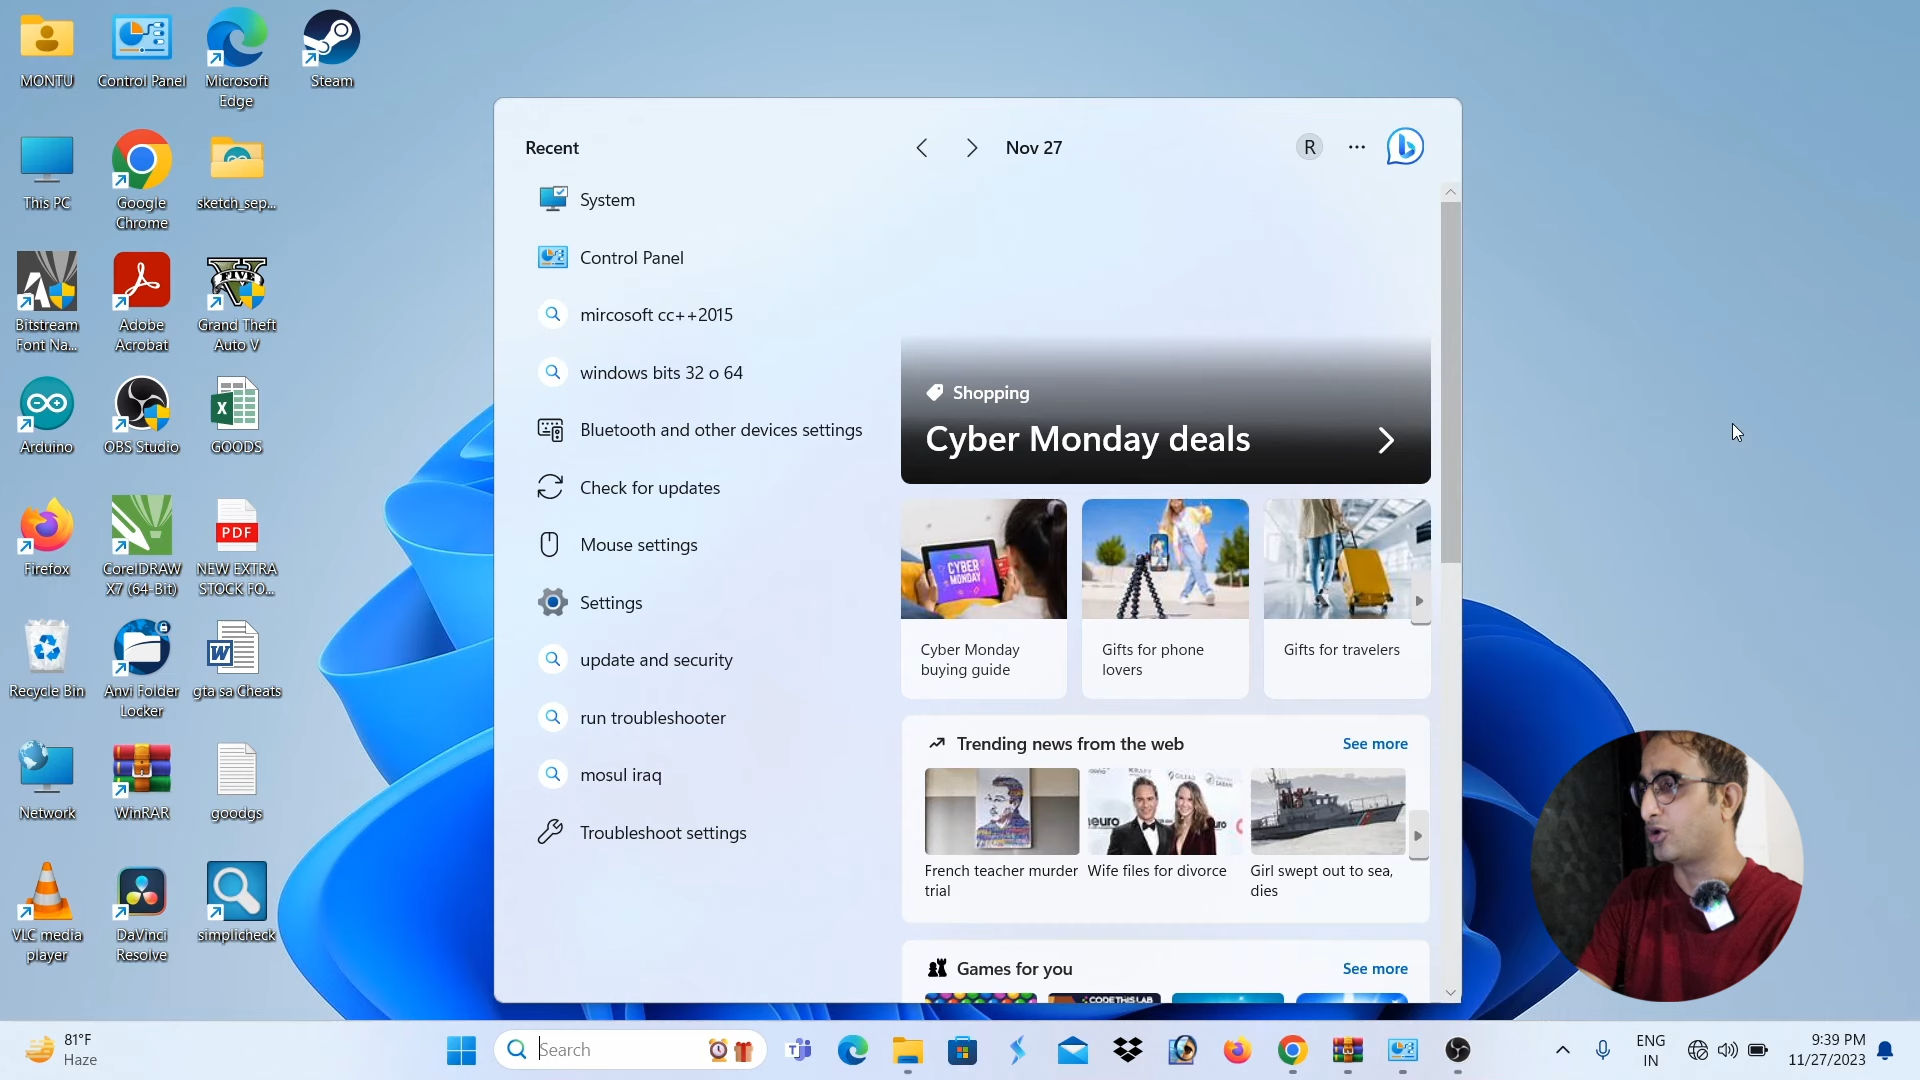 MONTU
Control Panel
Microsoft
Edge
Steam
This PC
Google
Chrome
sketch_sep...
Bitstream
Font Na...
Adobe
Acrobat
FIVE
Grand Theft
Auto V
Arduino
OBS Studio
GOODS
Firefox
CorelDRAW
X7 (64-Bit)
PDF
NEW EXTRA
STOCK FO...
Recycle Bin
Anvi Folder
Locker
gta sa Cheats
Network
WinRAR
goodgs
VLC media
player
DaVinci
Resolve
simplicheck
Recent
System
Control Panel
mircosoft cc++2015
windows bits 32 o 64
Bluetooth and other devices settings
Check for updates
Mouse settings
Settings
update and security
run troubleshooter
mosul iraq
Troubleshoot settings
Nov 27
R
Shopping
Cyber Monday deals
CYBER
MONDAY
Cyber Monday
buying guide
Gifts for phone
lovers
Gifts for travelers
Trending news from the web
See more
French teacher murder
trial
Wife files for divorce
Girl swept out to sea,
dies
Games for you
See more
CODETHISLAB
81°F
Haze
Search
ENG
IN
9:39 PM
11/27/2023